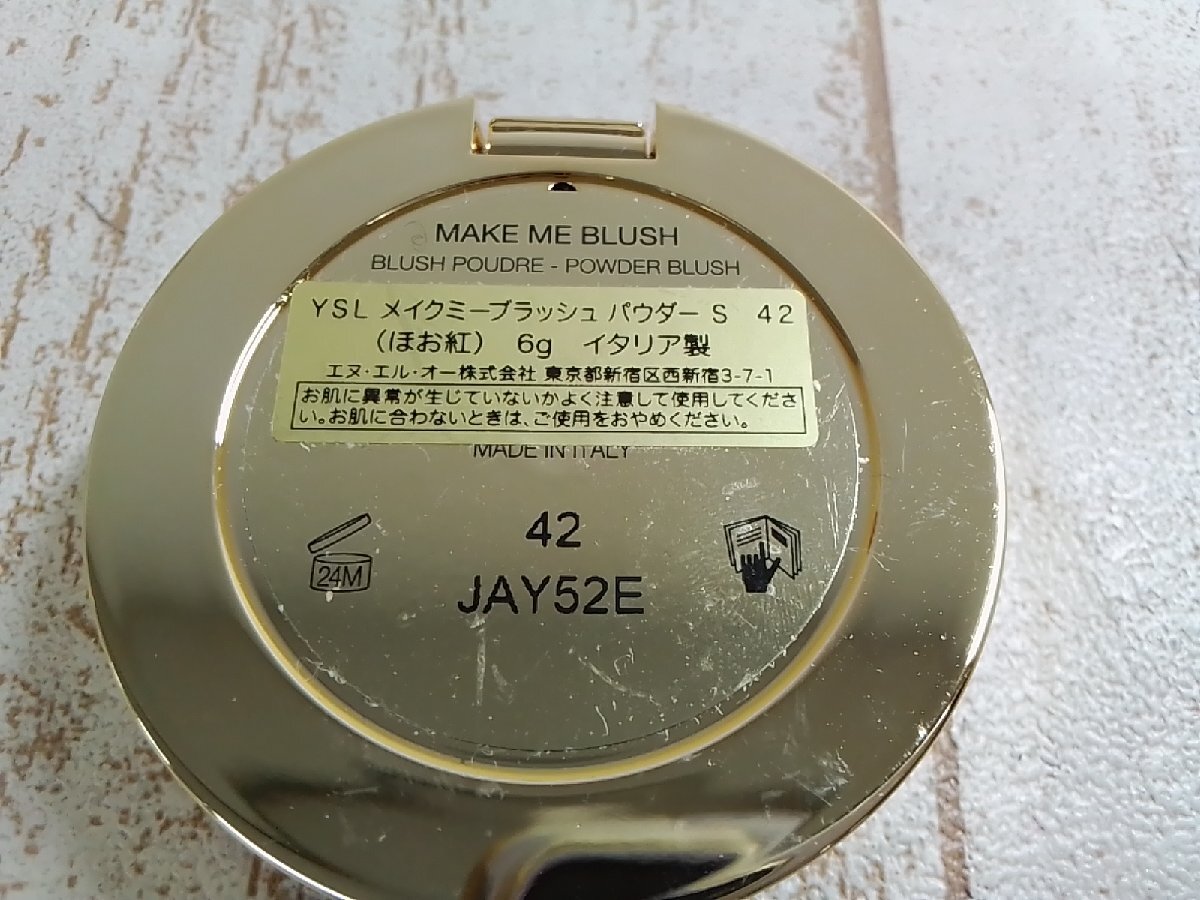 MAKE ME BLUSH
BLUSH POUDRE - POWDER BLUSH
YSL メイクミーブラッシュ パウダー S 42
（ほお紅） 6g イタリア製
エヌ・エル・オー株式会社 東京都新宿区西新宿3-7-1
お肌に異常が生じていないかよく注意して使用してくださ
い。お肌に合わないときは、ご使用をおやめください。
MADE IN ITALY
42
24M
JAY52E